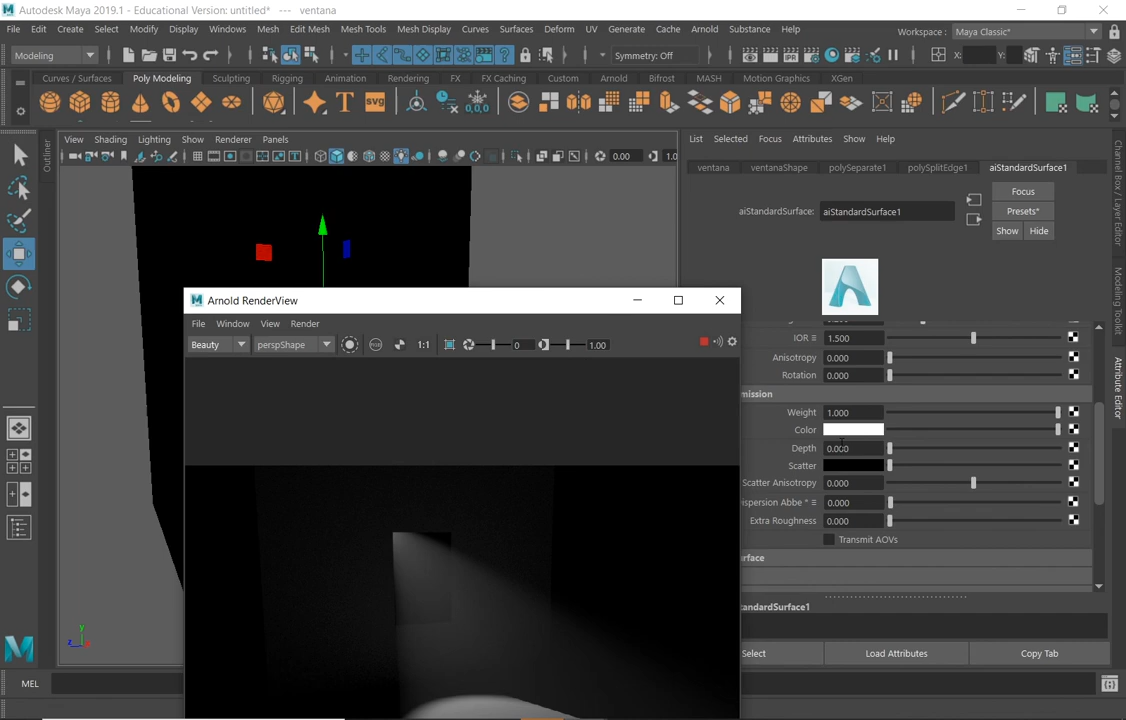 Autodesk Maya 2019.1 - Educational Version: untitled* --- ventana
File Edit Create Select Modify Display Windows Mesh Edit Mesh Mesh Tools Mesh Display Curves Surfaces Deform UV Generate Cache Arnold Substance Help
Workspace : Maya Classic*
Modeling
Symmetry: Off
X:
Y:
Curves / Surfaces Poly Modeling Sculpting Rigging Animation Rendering FX FX Caching Custom Arnold Bifrost MASH Motion Graphics XGen
View Shading Lighting Show Renderer Panels
0.00
1.0
Outliner
List Selected Focus Attributes Show Help
ventana ventanaShape polySeparate1 polySplitEdge1 aiStandardSurface1
aiStandardSurface: aiStandardSurface1
Focus
Presets*
Show Hide
IOR 1.500
Anisotropy 0.000
Rotation 0.000
mission
Weight 1.000
Color
Depth 0.000
Scatter
Scatter Anisotropy 0.000
ispersion Abbe * 0.000
Extra Roughness 0.000
Transmit AOVs
urface
tandardSurface1
Select Load Attributes Copy Tab
Channel Box / Layer Editor
Modeling Toolkit
Attribute Editor
Arnold RenderView
File Window View Render
Beauty perspShape RGB 1:1 0 1.00
y
z
MEL